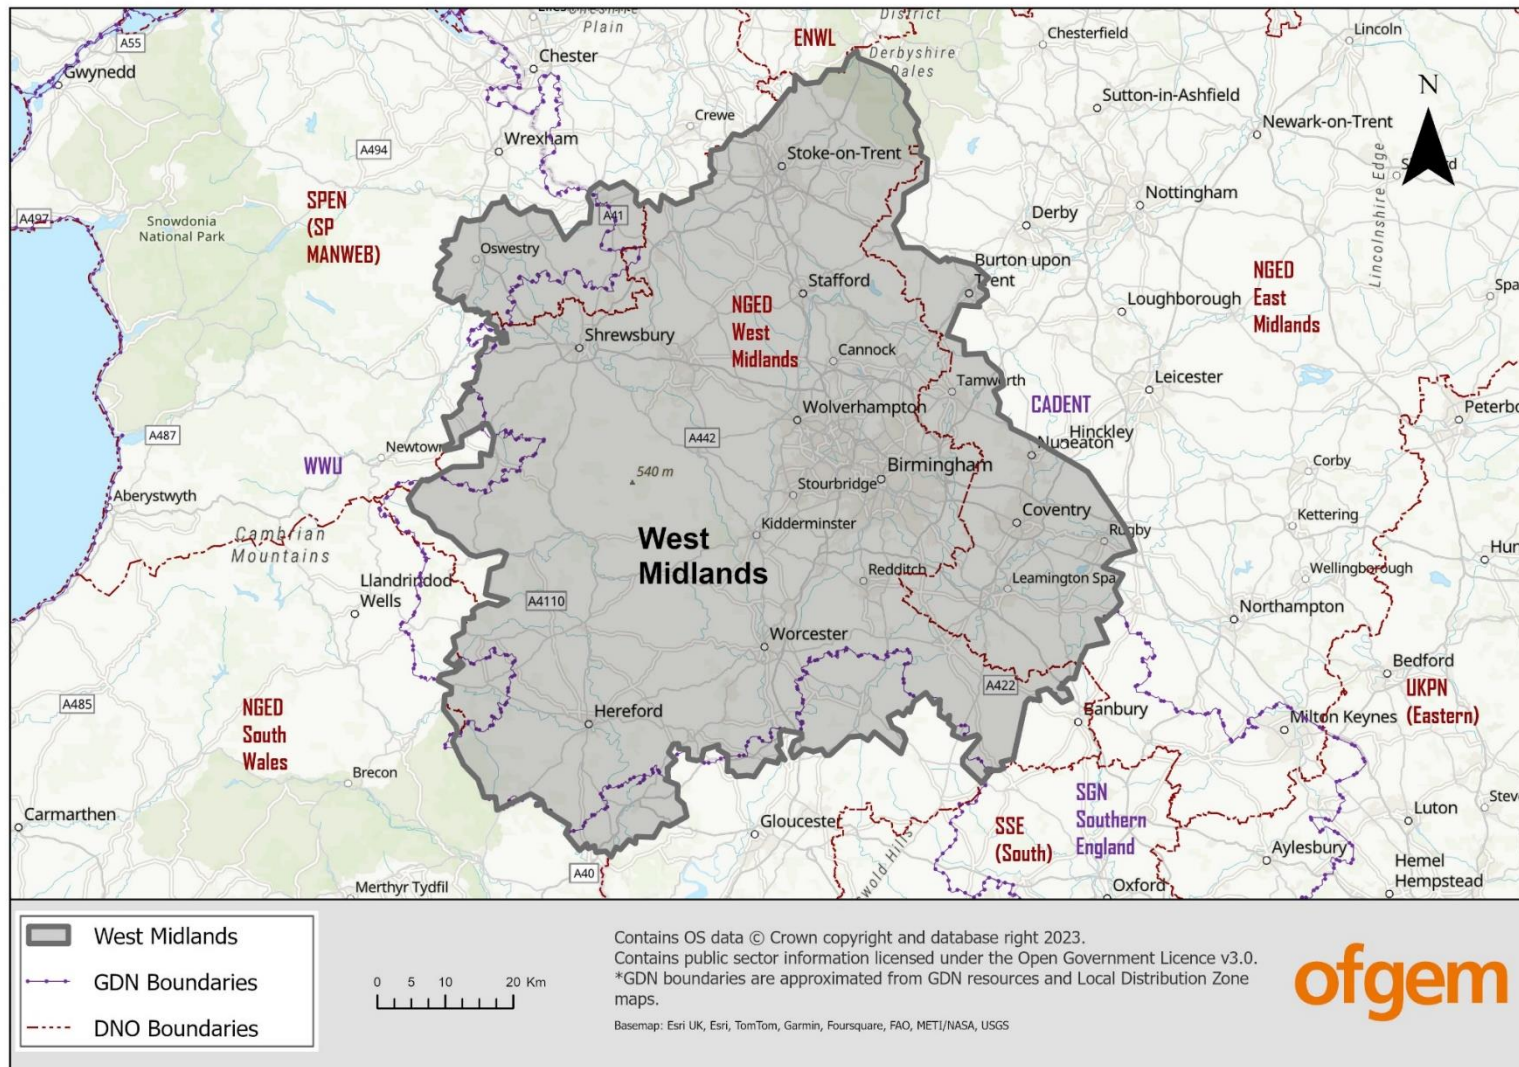 Plain
District
Lincoln
A55
ENWL
Chesterfield
Chester
Derbyshire
Dales
Gwynedd
N
Crewe
Sutton-in-Ashfield
Newark-on-Trent
Wrexham
A494
Stoke-on-Trent
Lincolnshire Edge
SPEN
(SP
MANWEB)
Nottingham
A497
Snowdonia
National Park
A41
Derby
Oswestry
Burton upon
Trent
Stafford
NGED
East
Midlands
NGED
West
Midlands
Loughborough
Shrewsbury
Cannock
Tamworth
Leicester
CADENT
Wolverhampton
Hinckley
Nuneaton
A487
A442
Newtown
WWU
540 m
Birmingham
Corby
Stourbridge
Aberystwyth
Cambrian
Mountains
Kidderminster
Coventry
Rugby
Kettering
West
Midlands
Redditch
Leamington Spa
Wellingborough
Llandrindod
Wells
A4110
Northampton
Worcester
Bedford
A485
NGED
South
Wales
Hereford
A422
Banbury
Milton Keynes
UKPN
(Eastern)
Brecon
SGN
Southern
England
Carmarthen
Gloucester
SSE
(South)
Luton
Aylesbury
A40
Merthyr Tydfil
Oxford
Hemel
Hempstead
West Midlands
GDN Boundaries
DNO Boundaries
0 5 10 20 Km
Contains OS data © Crown copyright and database right 2023.
Contains public sector information licensed under the Open Government Licence v3.0.
*GDN boundaries are approximated from GDN resources and Local Distribution Zone
maps.
Basemap: Esri UK, Esri, TomTom, Garmin, Foursquare, FAO, METI/NASA, USGS
ofgem